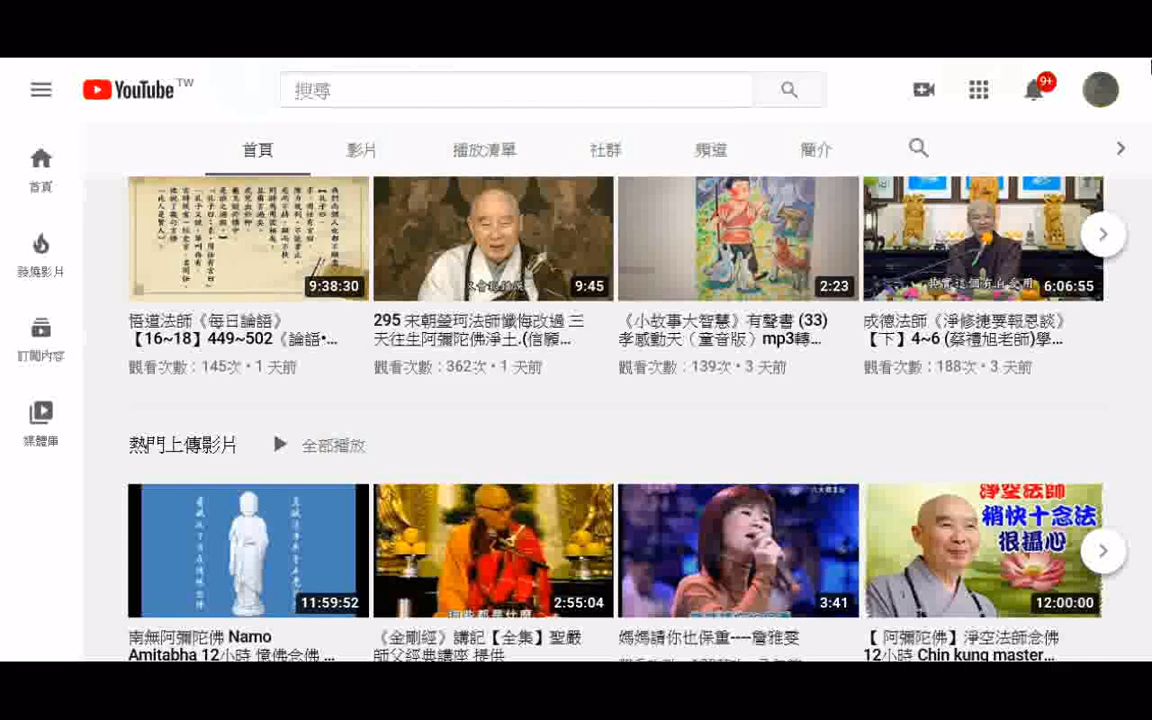 YouTube TW
搜尋
9+
首頁
影片
播放清單
社群
頻道
簡介
首頁
發燒影片
訂閱內容
媒體庫
9:38:30
9:45
2:23
6:06:55
悟道法師《每日論語》
【16~18】449~502《論語•...
觀看次數：145次 • 1 天前
295 宋朝瑩珂法師懺悔改過 三
天往生阿彌陀佛淨土.(信願...
觀看次數：362次 • 1 天前
《小故事大智慧》有聲書 (33)
孝感動天（童音版）mp3轉...
觀看次數：139次 • 3 天前
成德法師《淨修捷要報恩談》
【下】4~6 (蔡禮旭老師)學...
觀看次數：188次 • 3 天前
熱門上傳影片
全部播放
11:59:52
2:55:04
3:41
淨空法師
稍快十念法
很攝心
12:00:00
南無阿彌陀佛 Namo
Amitabha 12小時 憶佛念佛 ...
《金剛經》講記【全集】聖嚴
師父經典講座 提供
媽媽請你也保重----詹雅雯
【 阿彌陀佛】淨空法師念佛
12小時 Chin kung master...